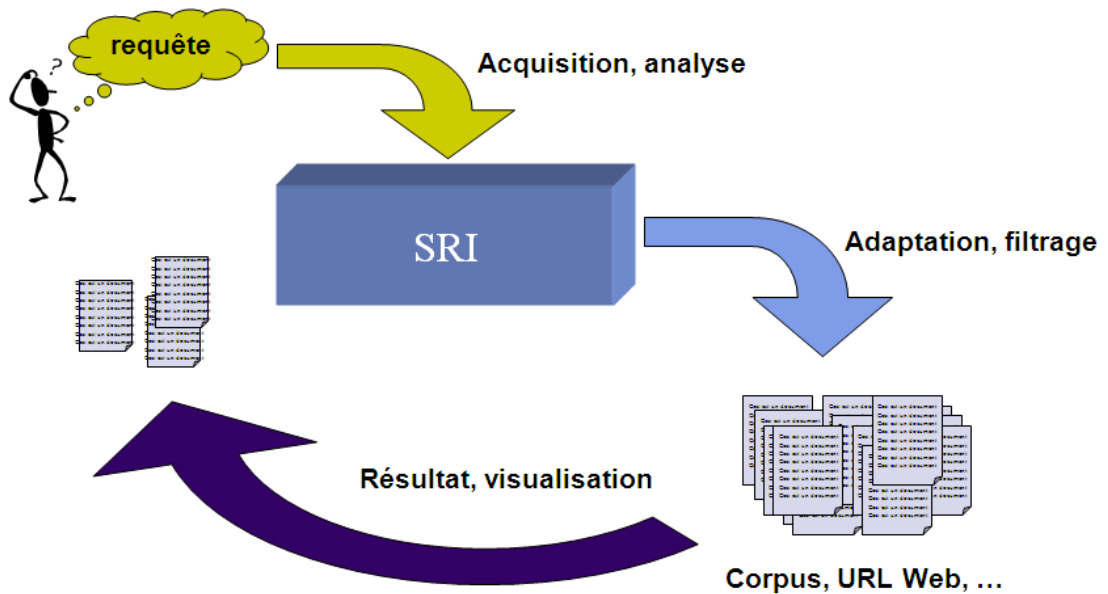 requête
?
Acquisition, analyse
SRI
Adaptation, filtrage
Résultat, visualisation
Corpus, URL Web, …